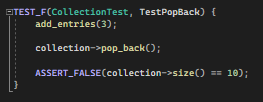 TEST_F(CollectionTest, TestPopBack) {
add_entries(3);
collection->pop_back();
ASSERT_FALSE(collection->size() == 10);
}